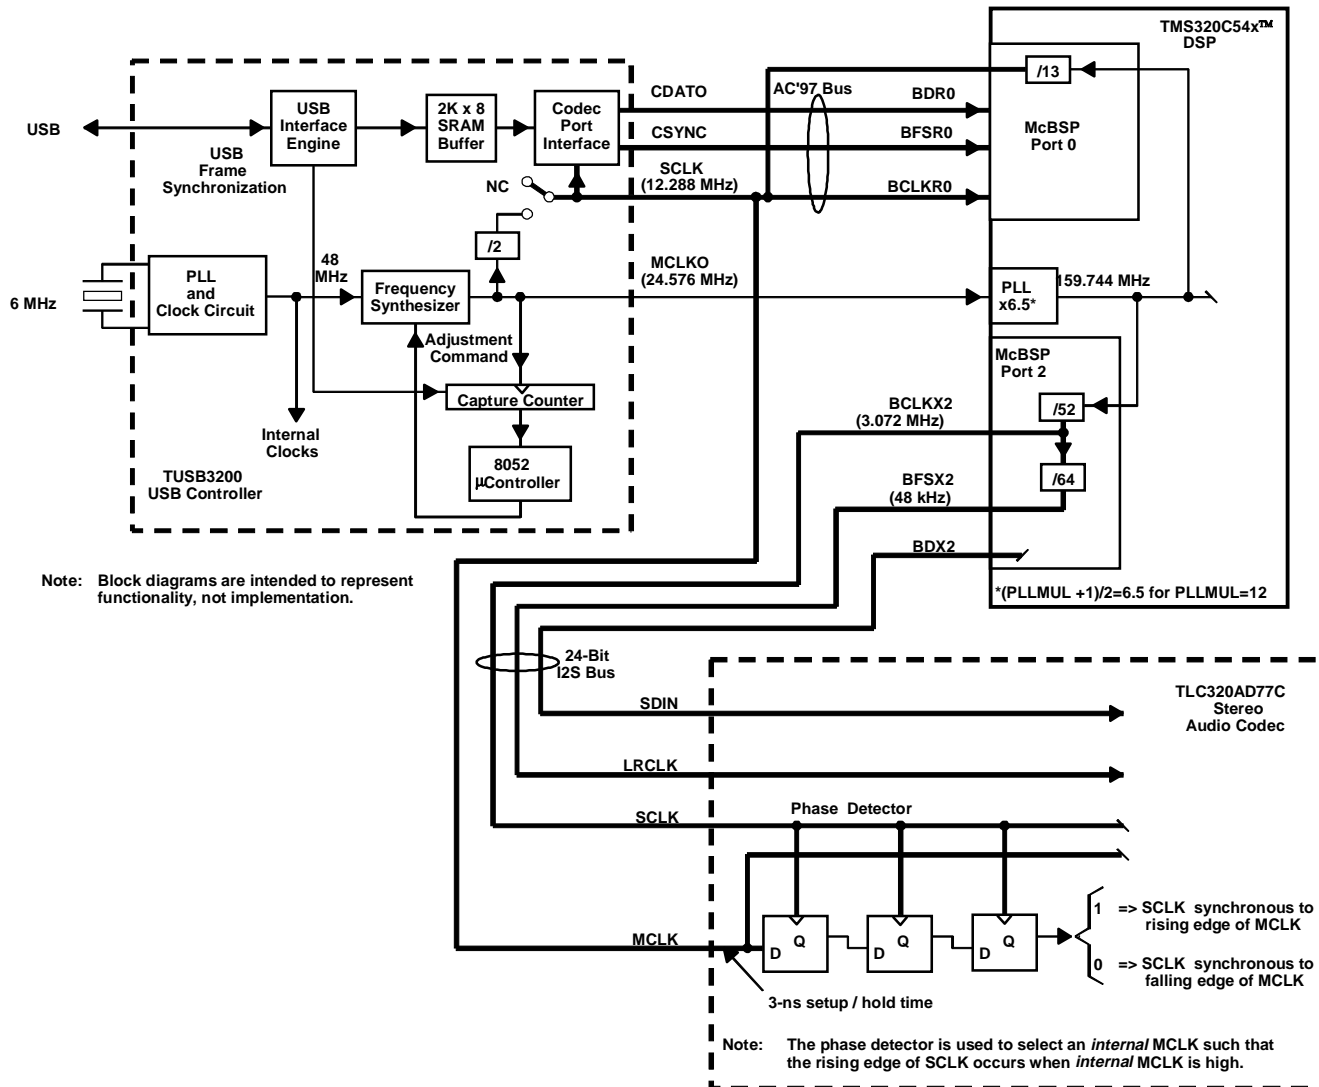 TMS320C54x™
DSP
/13
McBSP
Port 0
AC'97 Bus
CDATO
BDR0
CSYNC
BFSR0
SCLK
(12.288 MHz)
BCLKR0
USB
USB
Interface
Engine
2K x 8
SRAM
Buffer
Codec
Port
Interface
USB
Frame
Synchronization
NC
/2
MCLKO
(24.576 MHz)
6 MHz
PLL
and
Clock Circuit
48
MHz
Frequency
Synthesizer
PLL
x6.5*
159.744 MHz
Adjustment
Command
Capture Counter
Internal
Clocks
8052
µController
TUSB3200
USB Controller
McBSP
Port 2
/52
BCLKX2
(3.072 MHz)
/64
BFSX2
(48 kHz)
BDX2
*(PLLMUL +1)/2=6.5 for PLLMUL=12
Note: Block diagrams are intended to represent
functionality, not implementation.
24-Bit
I2S Bus
TLC320AD77C
Stereo
Audio Codec
SDIN
LRCLK
SCLK
Phase Detector
MCLK
D
Q
D
Q
D
Q
1 => SCLK synchronous to
rising edge of MCLK
0 => SCLK synchronous to
falling edge of MCLK
3-ns setup / hold time
Note: The phase detector is used to select an internal MCLK such that
the rising edge of SCLK occurs when internal MCLK is high.